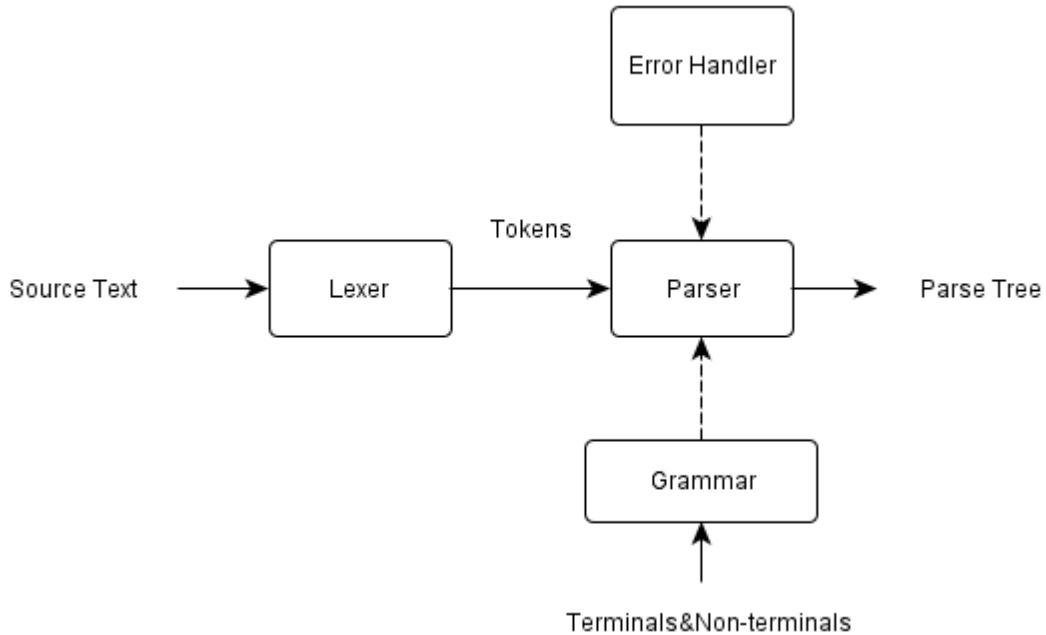 Error Handler
Tokens
Source Text
Lexer
Parser
Parse Tree
Grammar
Terminals&Non-terminals